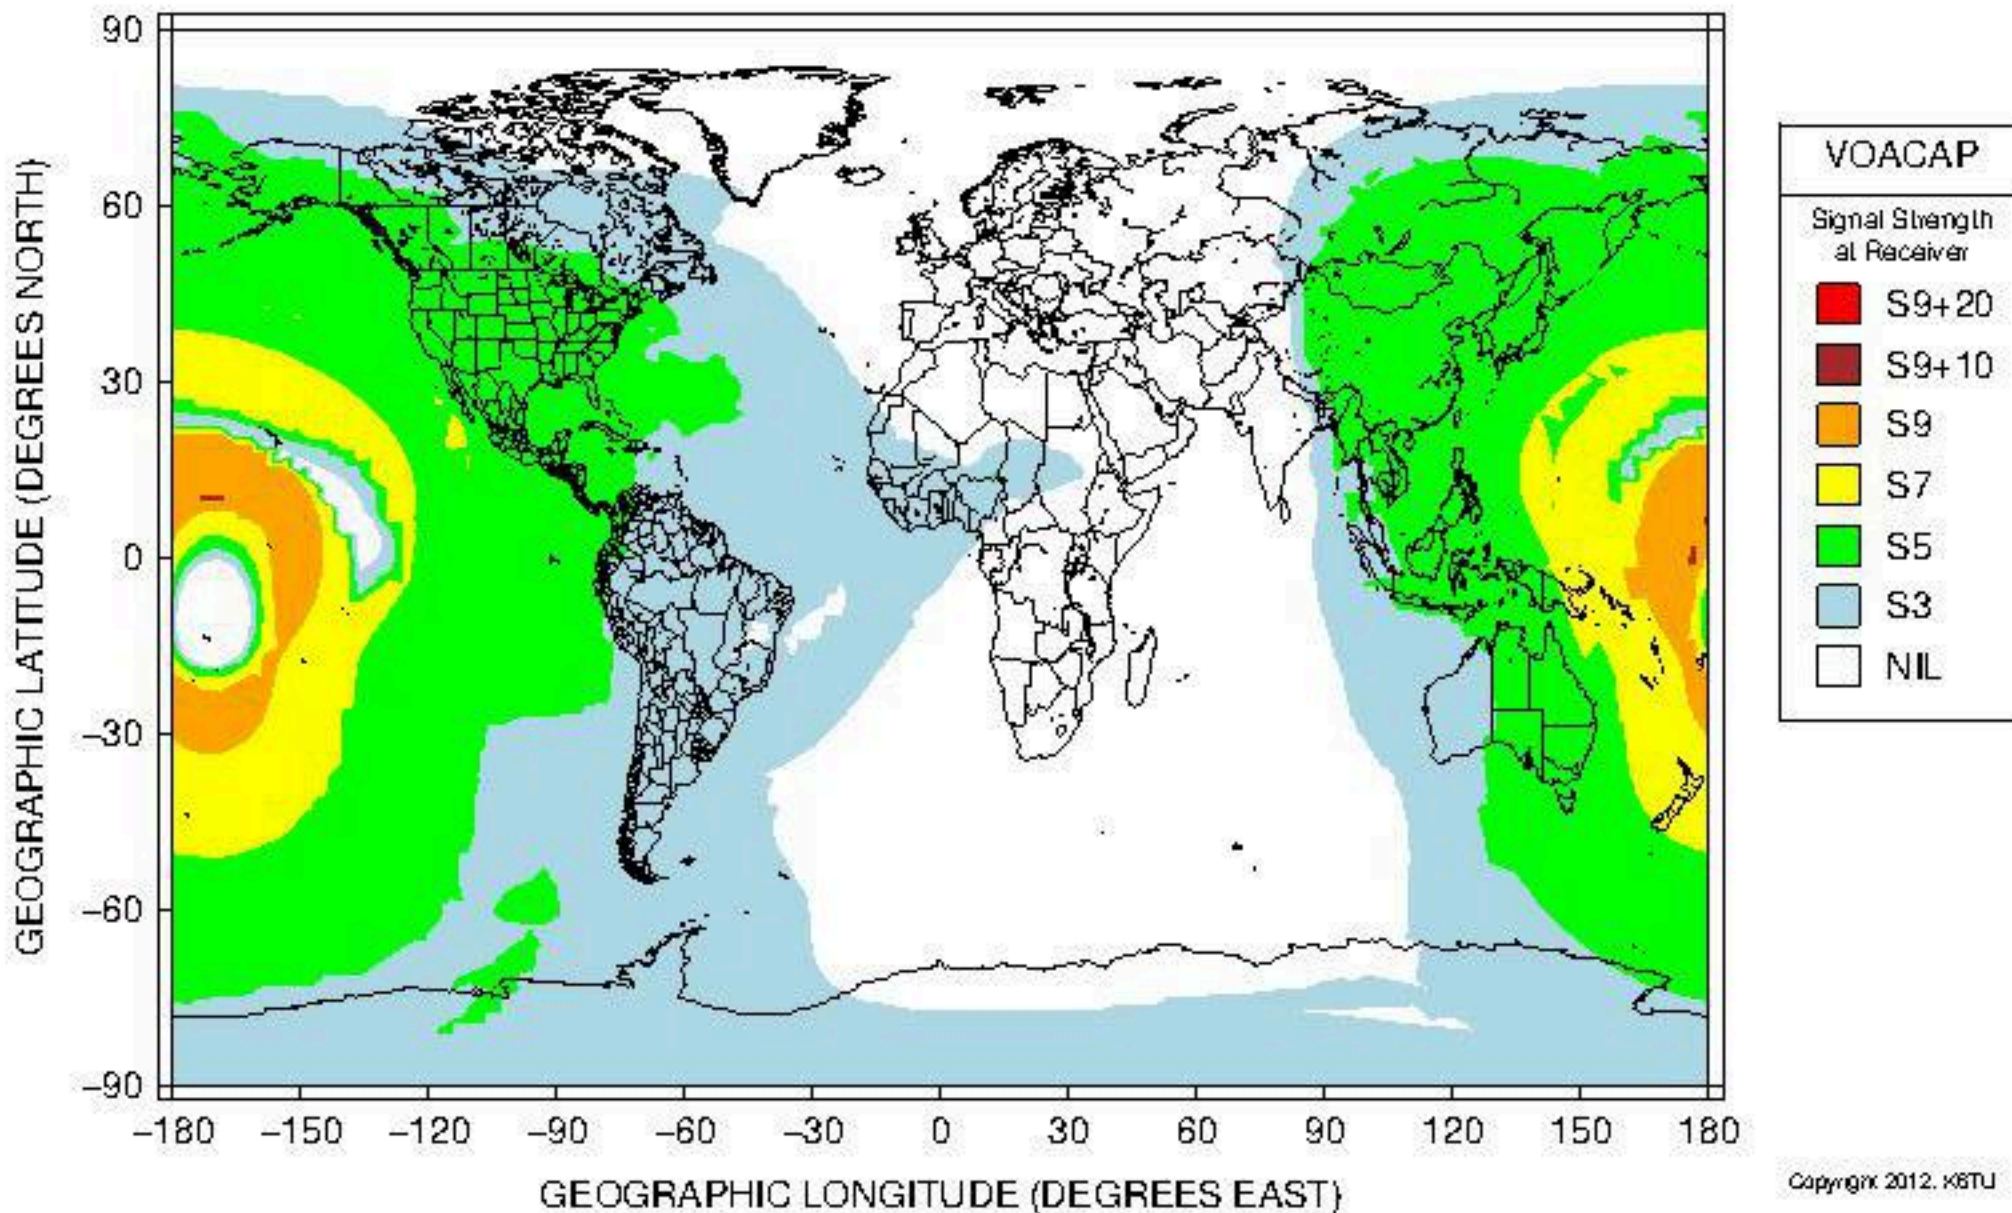 90
60
30
0
−30
−60
−90
GEOGRAPHIC LATITUDE (DEGREES NORTH)
−180 −150 −120 −90 −60 −30 0 30 60 90 120 150 180
GEOGRAPHIC LONGITUDE (DEGREES EAST)
VOACAP
Signal Strength
at Receiver
S9+20
S9+10
S9
S7
S5
S3
NIL
Copyright 2012, K6TU